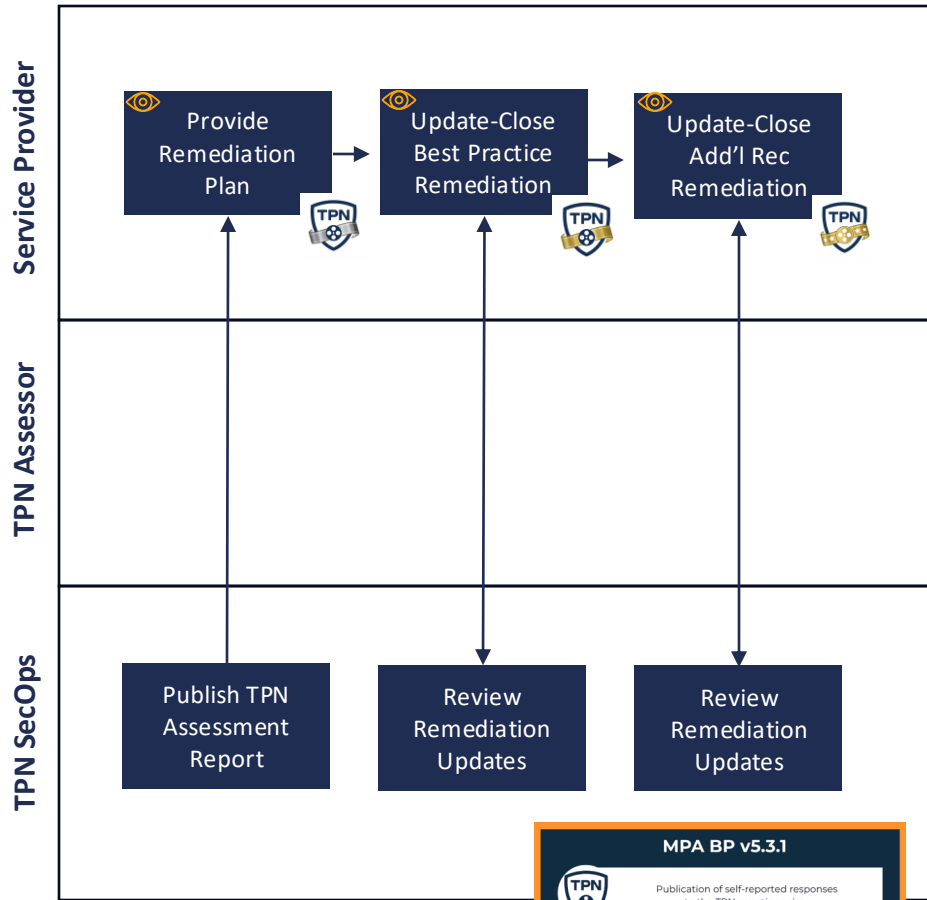 Service Provider
Provide
Remediation
Plan
TPN
Update-Close
Best Practice
Remediation
TPN
Update-Close
Add'l Rec
Remediation
TPN
TPN Assessor
TPN SecOps
Publish TPN
Assessment
Report
Review
Remediation
Updates
Review
Remediation
Updates
MPA BP v5.3.1
TPN
Publication of self-reported responses